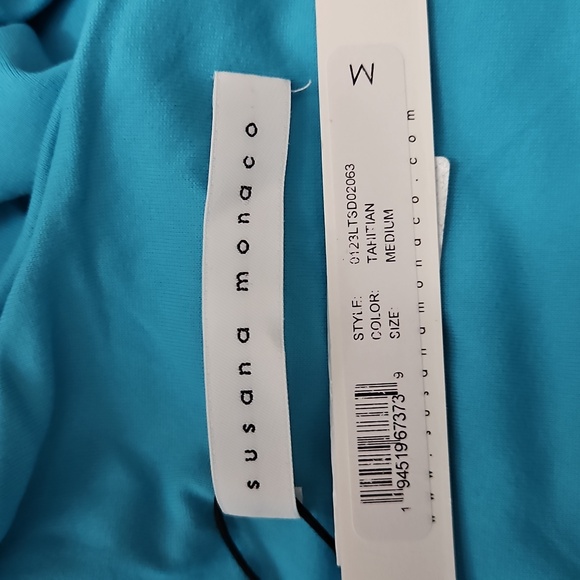 susana monaco
M
STYLE: 0123LTSD02063
COLOR: TAHITIAN
SIZE: MEDIUM
1 94519 67373 9
www.susanamonaco.com